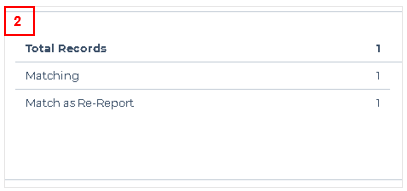 2
Total Records 1
Matching 1
Match as Re-Report 1